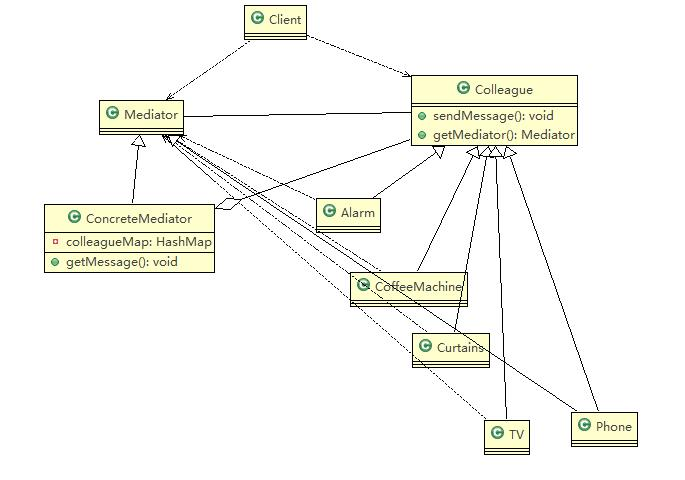 Client
Colleague
sendMessage(): void
getMediator(): Mediator
Mediator
ConcreteMediator
colleagueMap: HashMap
getMessage(): void
Alarm
CoffeeMachine
Curtains
TV
Phone